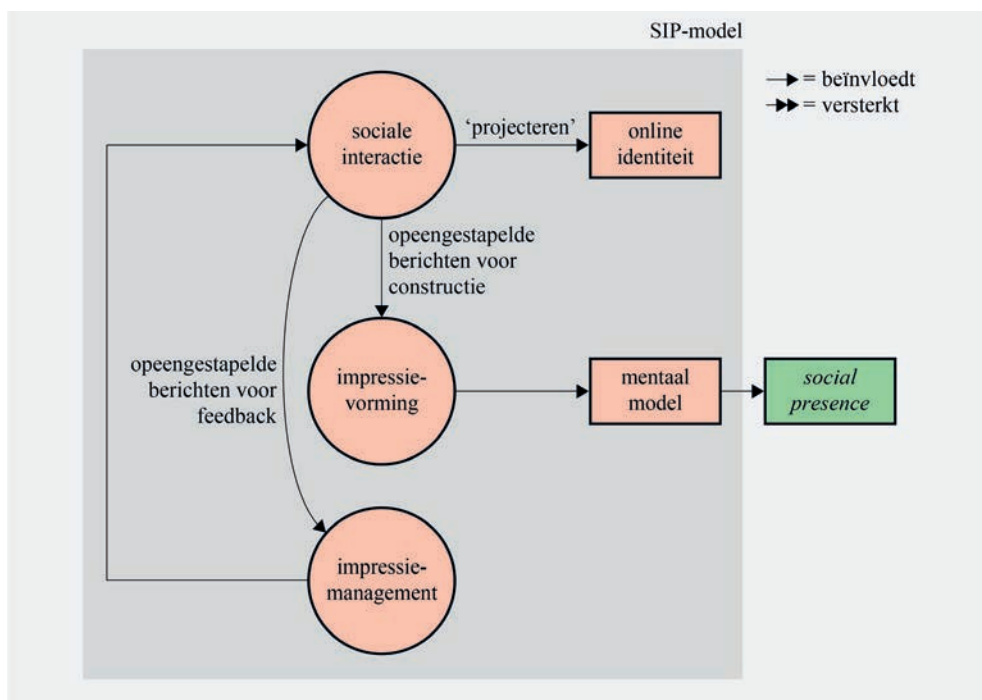 SIP-model
= beïnvloedt
= versterkt
sociale
interactie
‘projecteren’
online
identiteit
opeengestapelde
berichten voor
constructie
opeengestapelde
berichten voor
feedback
impressie-
vorming
mentaal
model
social
presence
impressie-
management